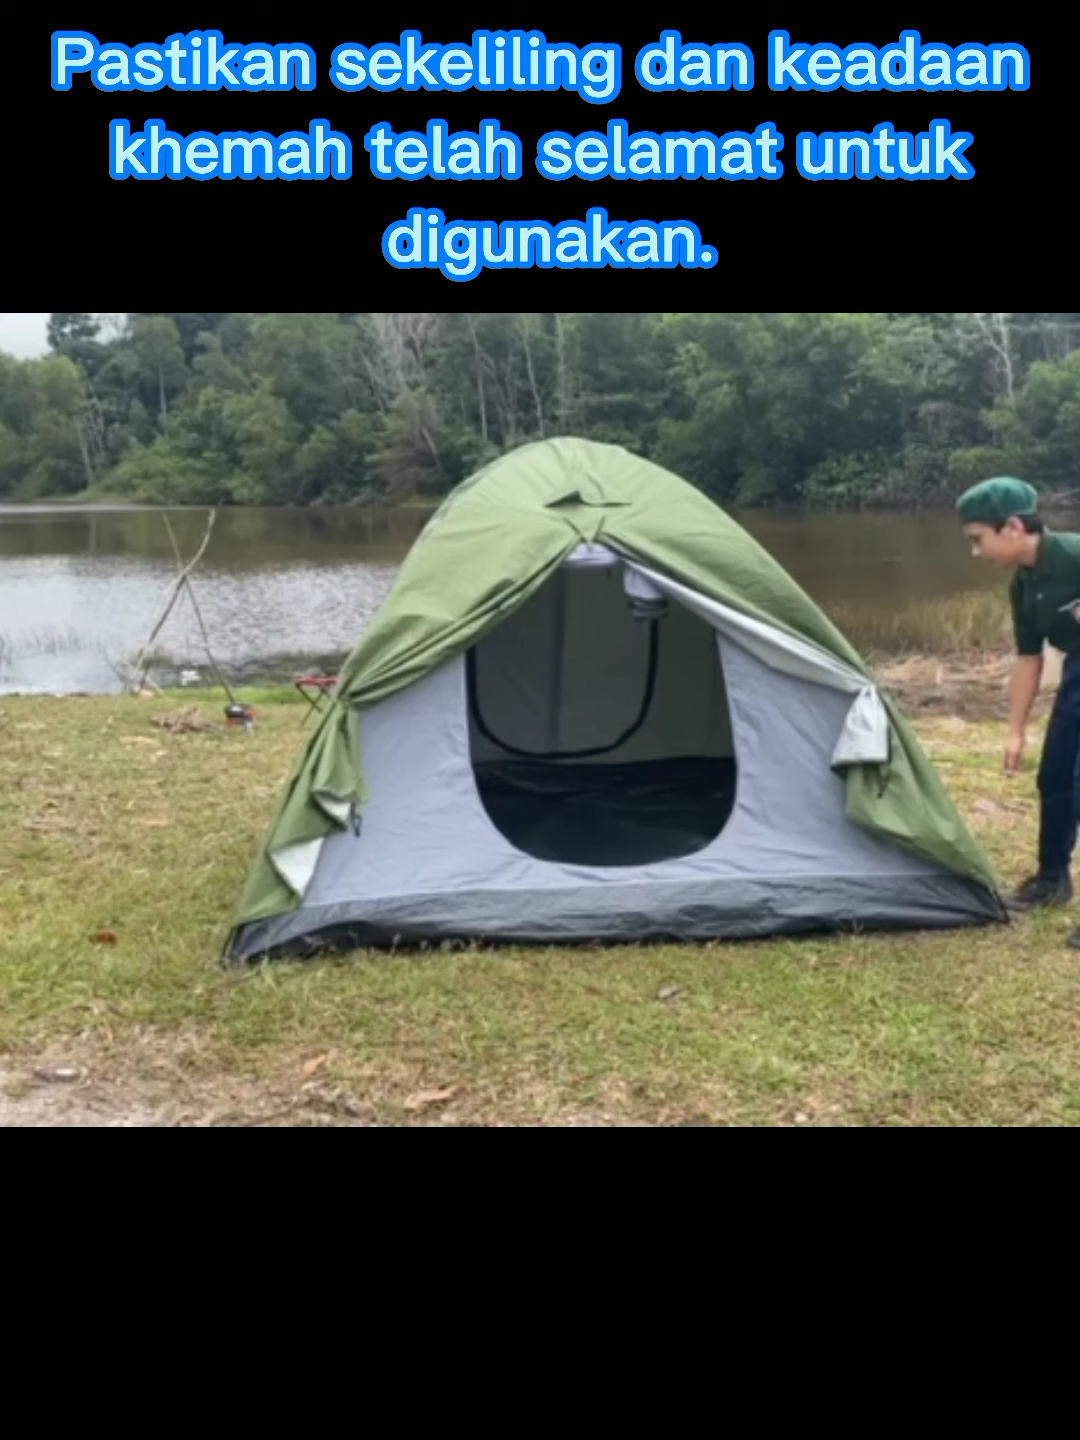 Pastikan sekeliling dan keadaan
khemah telah selamat untuk
digunakan.